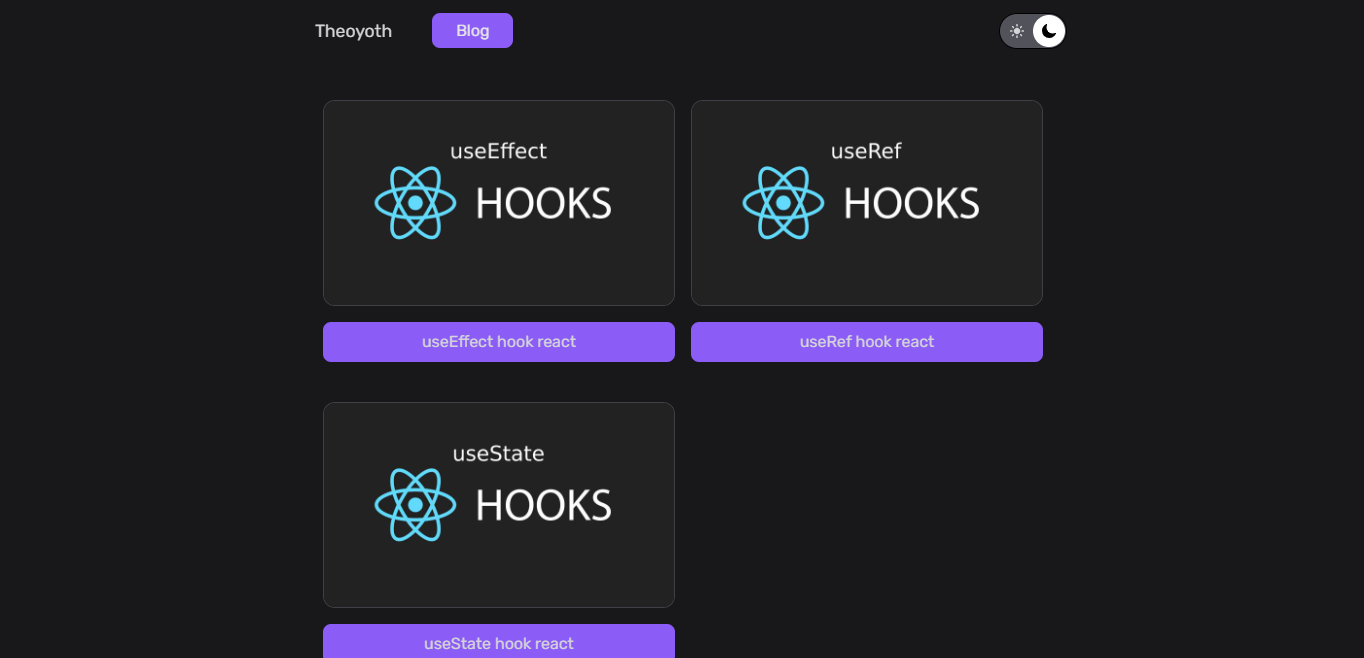 Theoyoth
Blog
useEffect
HOOKS
useRef
HOOKS
useEffect hook react
useRef hook react
useState
HOOKS
useState hook react